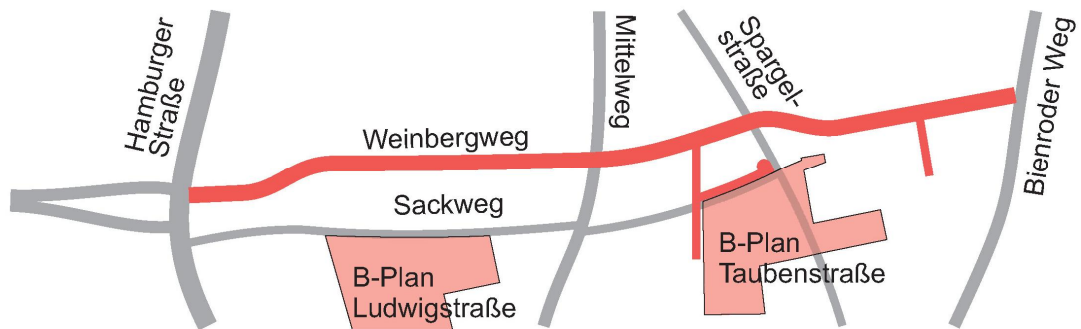 Hamburger
Straße
Weinbergweg
Mittelweg
Spargel-
straße
Bienroder Weg
Sackweg
B-Plan
Ludwigstraße
B-Plan
Taubenstraße